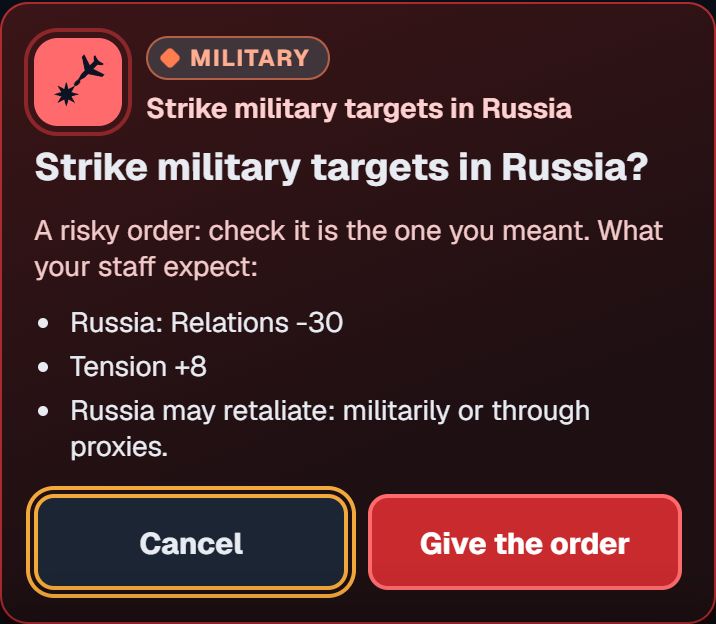 MILITARY
Strike military targets in Russia
Strike military targets in Russia?
A risky order: check it is the one you meant. What
your staff expect:
• Russia: Relations -30
• Tension +8
• Russia may retaliate: militarily or through
proxies.
Cancel
Give the order